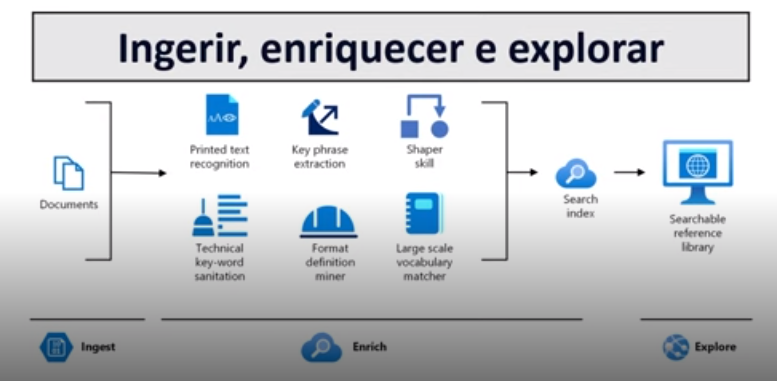 Ingerir, enriquecer e explorar
Documents
Printed text
recognition
Key phrase
extraction
Shaper
skill
Technical
key-word
sanitation
Format
definition
miner
Large scale
vocabulary
matcher
Search
index
Searchable
reference
library
Ingest
Enrich
Explore